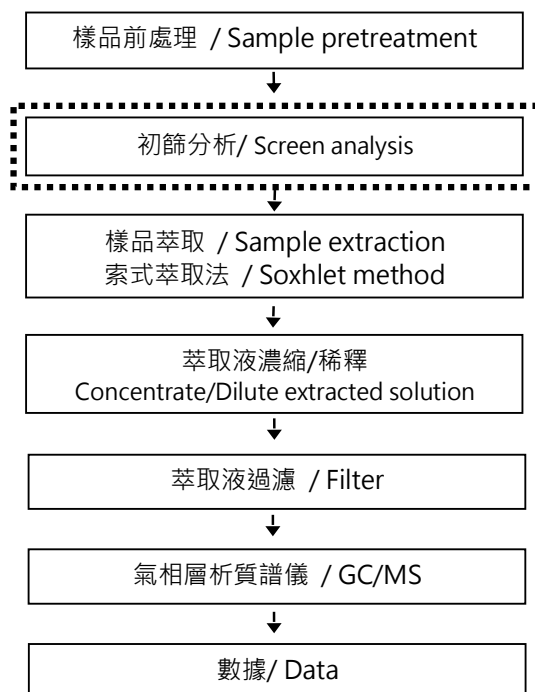 樣品前處理 / Sample pretreatment
初篩分析/ Screen analysis
樣品萃取 / Sample extraction
索式萃取法 / Soxhlet method
萃取液濃縮/稀釋
Concentrate/Dilute extracted solution
萃取液過濾 / Filter
氣相層析質譜儀 / GC/MS
數據/ Data